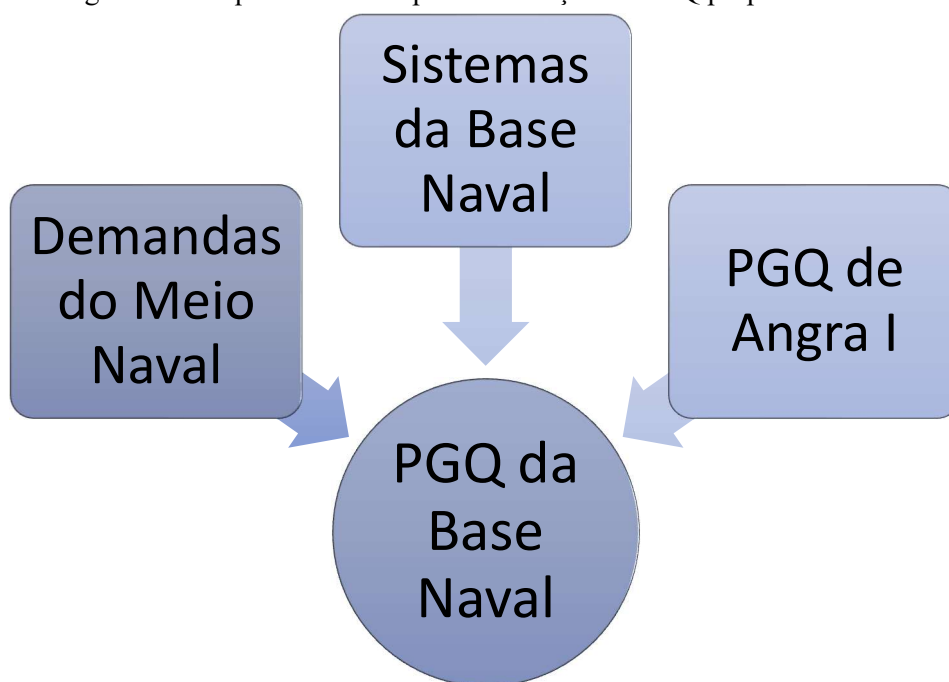 Sistemas
da Base
Naval
Demandas
do Meio
Naval
PGQ de
Angra I
PGQ da
Base
Naval